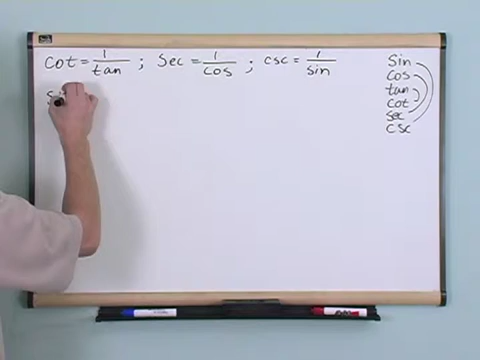 cot = 1/tan ; sec = 1/cos ; csc = 1/sin
S
sin
cos
tan
cot
sec
csc